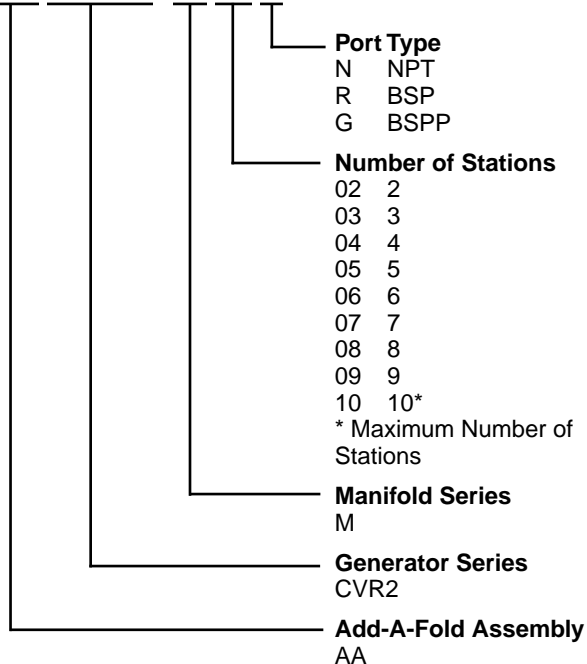 Port Type
N NPT
R BSP
G BSPP
Number of Stations
02 2
03 3
04 4
05 5
06 6
07 7
08 8
09 9
10 10*
* Maximum Number of
Stations
Manifold Series
M
Generator Series
CVR2
Add-A-Fold Assembly
AA